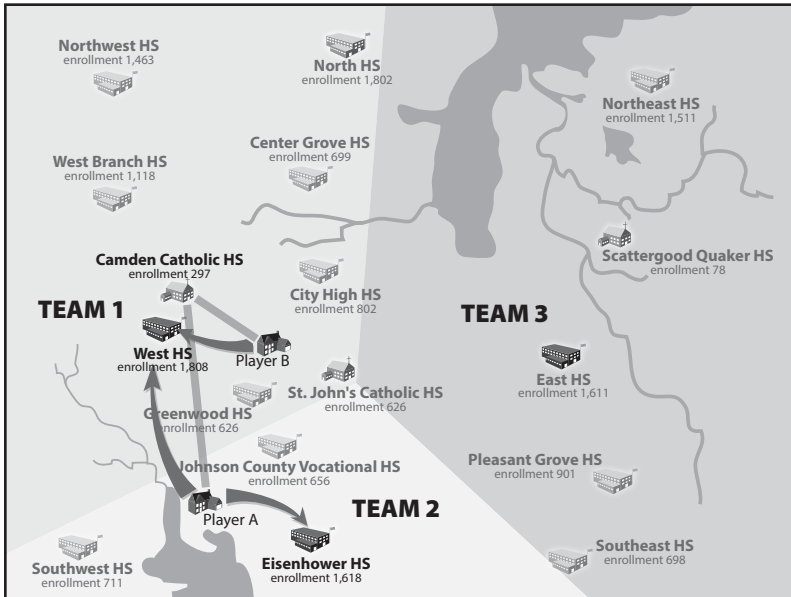 Northwest HS
enrollment 1,463
North HS
enrollment 1,802
Northeast HS
enrollment 1,511
West Branch HS
enrollment 1,118
Center Grove HS
enrollment 699
Camden Catholic HS
enrollment 297
Scattergood Quaker HS
enrollment 78
City High HS
enrollment 802
TEAM 1
TEAM 3
West HS
enrollment 1,808
Player B
East HS
enrollment 1,611
St. John's Catholic HS
enrollment 626
Greenwood HS
enrollment 626
Johnson County Vocational HS
enrollment 656
Pleasant Grove HS
enrollment 901
TEAM 2
Player A
Southwest HS
enrollment 711
Eisenhower HS
enrollment 1,618
Southeast HS
enrollment 698